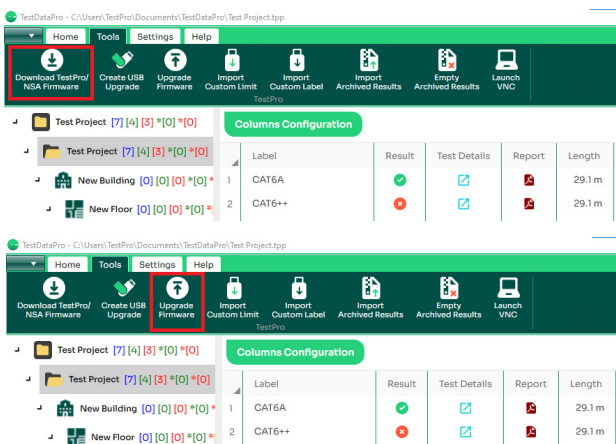 TestDataPro - C:\Users\TestPro\Documents\TestDataPro\Test Project.tpp
Home Tools Settings Help
Download TestPro/ NSA Firmware
Create USB Upgrade
Upgrade Firmware
Import Custom Limit
Import Custom Label
Import Archived Results
Empty Archived Results
Launch VNC
TestPro
Test Project [7] [4] [3] *[0] *[0]
Columns Configuration
Test Project [7] [4] [3] *[0] *[0]
Label Result Test Details Report Length
New Building [0] [0] [0] *[0] *
1 CAT6A 29.1 m
New Floor [0] [0] [0] *[0] *[
2 CAT6++ 29.1 m
TestDataPro - C:\Users\TestPro\Documents\TestDataPro\Test Project.tpp
Home Tools Settings Help
Download TestPro/ NSA Firmware
Create USB Upgrade
Upgrade Firmware
Import Custom Limit
Import Custom Label
Import Archived Results
Empty Archived Results
Launch VNC
TestPro
Test Project [7] [4] [3] *[0] *[0]
Columns Configuration
Test Project [7] [4] [3] *[0] *[0]
Label Result Test Details Report Length
New Building [0] [0] [0] *[0] *
1 CAT6A 29.1 m
New Floor [0] [0] [0] *[0] *[
2 CAT6++ 29.1 m